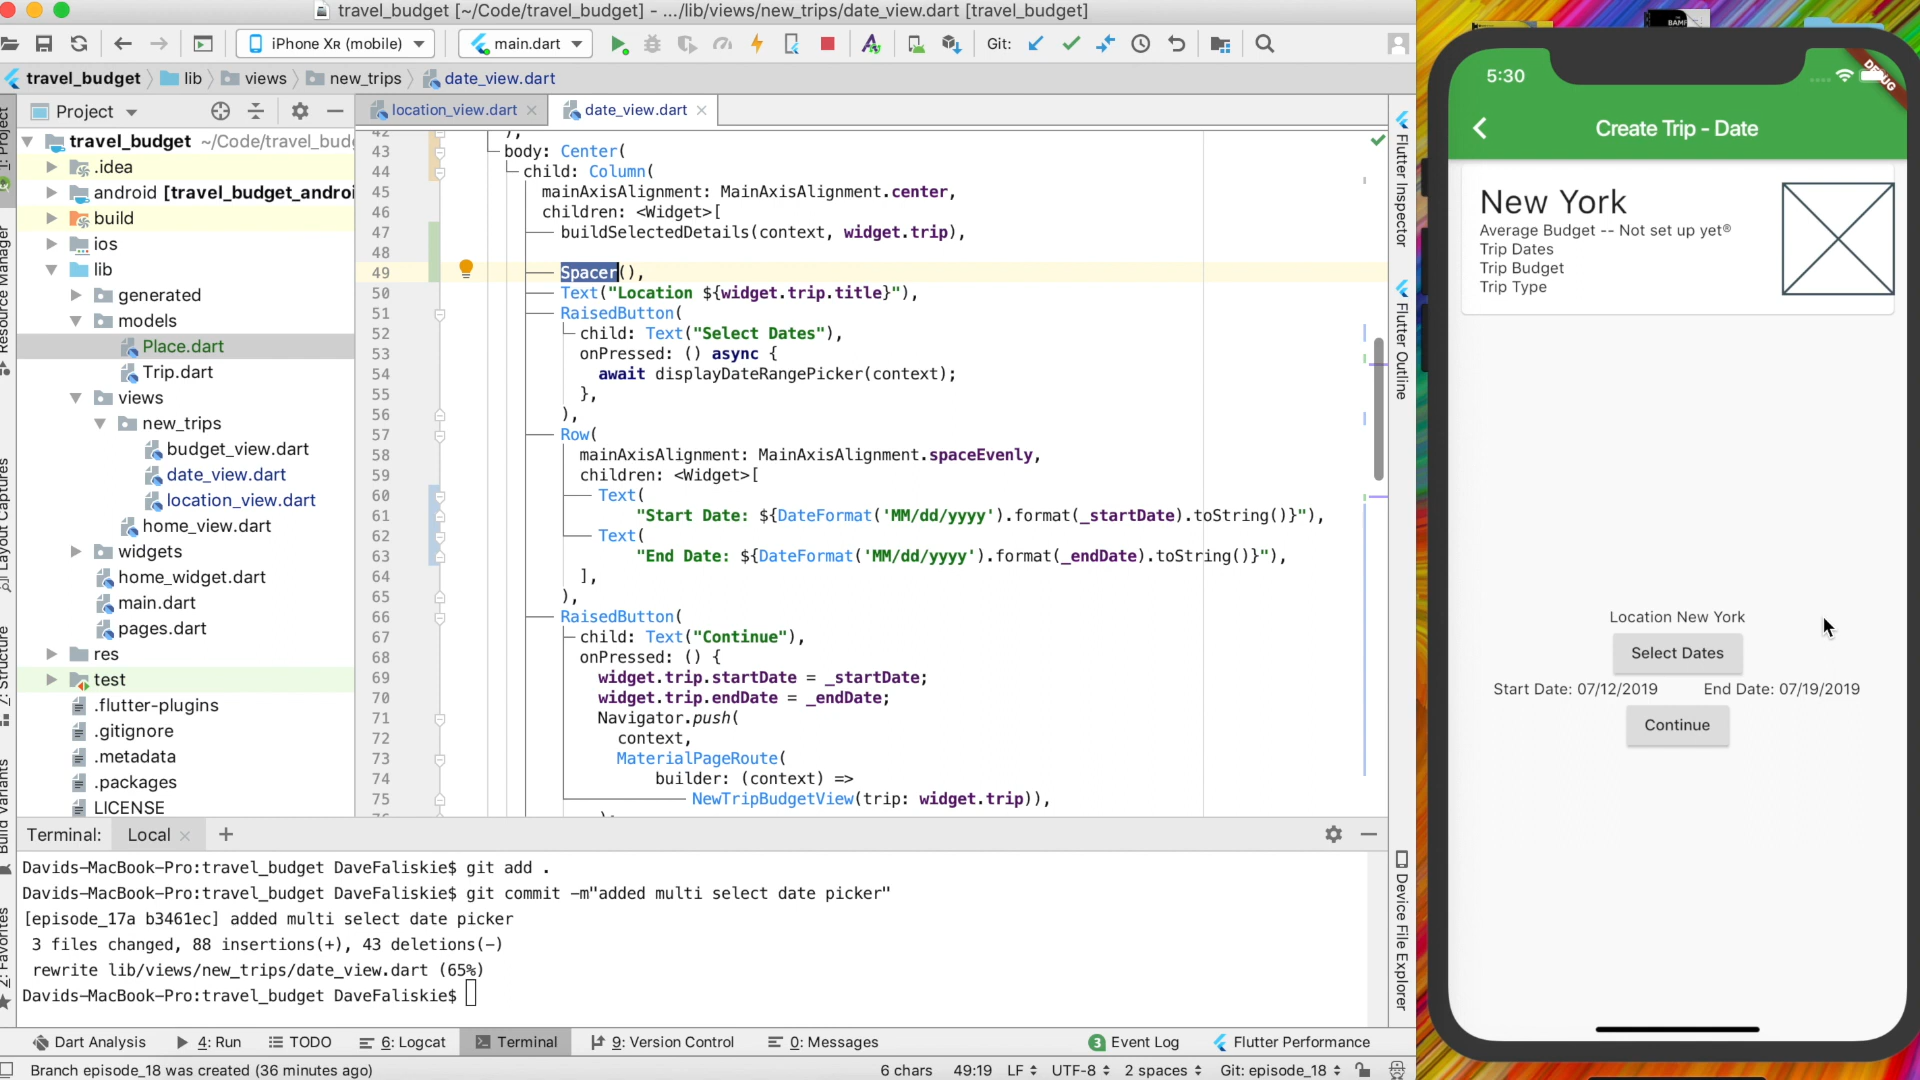 travel_budget [~/Code/travel_budget] - .../lib/views/new_trips/date_view.dart [travel_budget]
iPhone XR (mobile)
main.dart
Git:
travel_budget
lib
views
new_trips
date_view.dart
Project
location_view.dart
date_view.dart
travel_budget ~/Code/travel_budg
.idea
android [travel_budget_androi
build
ios
lib
generated
models
Place.dart
Trip.dart
views
new_trips
budget_view.dart
date_view.dart
location_view.dart
home_view.dart
widgets
home_widget.dart
main.dart
pages.dart
res
test
.flutter-plugins
.gitignore
.metadata
.packages
LICENSE
1: Project
Resource Manager
Layout Captures
Z: Structure
Build Variants
2: Favorites
42 ),
43 body: Center(
44 child: Column(
45 mainAxisAlignment: MainAxisAlignment.center,
46 children: <Widget>[
47 buildSelectedDetails(context, widget.trip),
48
49 Spacer(),
50 Text("Location ${widget.trip.title}"),
51 RaisedButton(
52 child: Text("Select Dates"),
53 onPressed: () async {
54 await displayDateRangePicker(context);
55 },
56 ),
57 Row(
58 mainAxisAlignment: MainAxisAlignment.spaceEvenly,
59 children: <Widget>[
60 Text(
61 "Start Date: ${DateFormat('MM/dd/yyyy').format(_startDate).toString()}"),
62 Text(
63 "End Date: ${DateFormat('MM/dd/yyyy').format(_endDate).toString()}"),
64 ],
65 ),
66 RaisedButton(
67 child: Text("Continue"),
68 onPressed: () {
69 widget.trip.startDate = _startDate;
70 widget.trip.endDate = _endDate;
71 Navigator.push(
72 context,
73 MaterialPageRoute(
74 builder: (context) =>
75 NewTripBudgetView(trip: widget.trip)),
Flutter Inspector
Flutter Outline
Device File Explorer
Terminal:
Local
Davids-MacBook-Pro:travel_budget DaveFaliskie$ git add .
Davids-MacBook-Pro:travel_budget DaveFaliskie$ git commit -m"added multi select date picker"
[episode_17a b3461ec] added multi select date picker
3 files changed, 88 insertions(+), 43 deletions(-)
rewrite lib/views/new_trips/date_view.dart (65%)
Davids-MacBook-Pro:travel_budget DaveFaliskie$
Dart Analysis
4: Run
TODO
6: Logcat
Terminal
9: Version Control
0: Messages
3 Event Log
Flutter Performance
Branch episode_18 was created (36 minutes ago)
6 chars
49:19
LF
UTF-8
2 spaces
Git: episode_18
5:30
DEBUG
Create Trip - Date
New York
Average Budget -- Not set up yet®
Trip Dates
Trip Budget
Trip Type
Location New York
Select Dates
Start Date: 07/12/2019
End Date: 07/19/2019
Continue